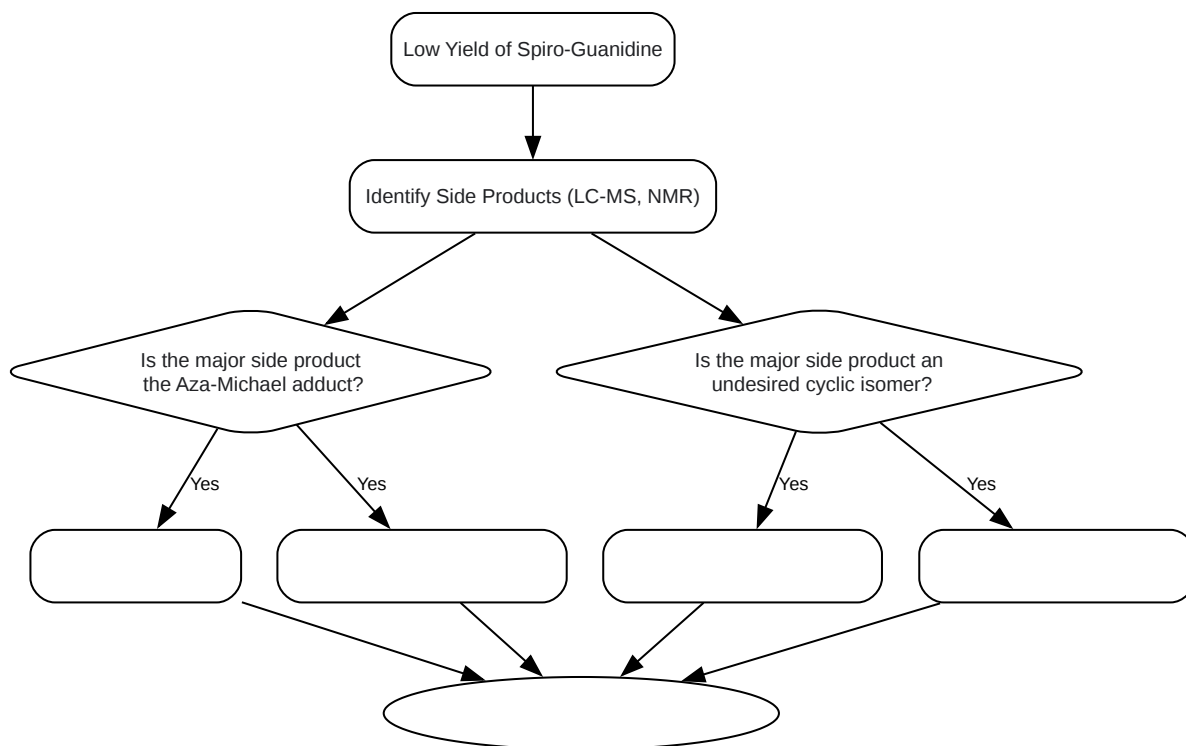 Low Yield of Spiro-Guanidine
Identify Side Products (LC-MS, NMR)
Is the major side product
the Aza-Michael adduct?
Is the major side product an
undesired cyclic isomer?
Yes
Yes
Yes
Yes